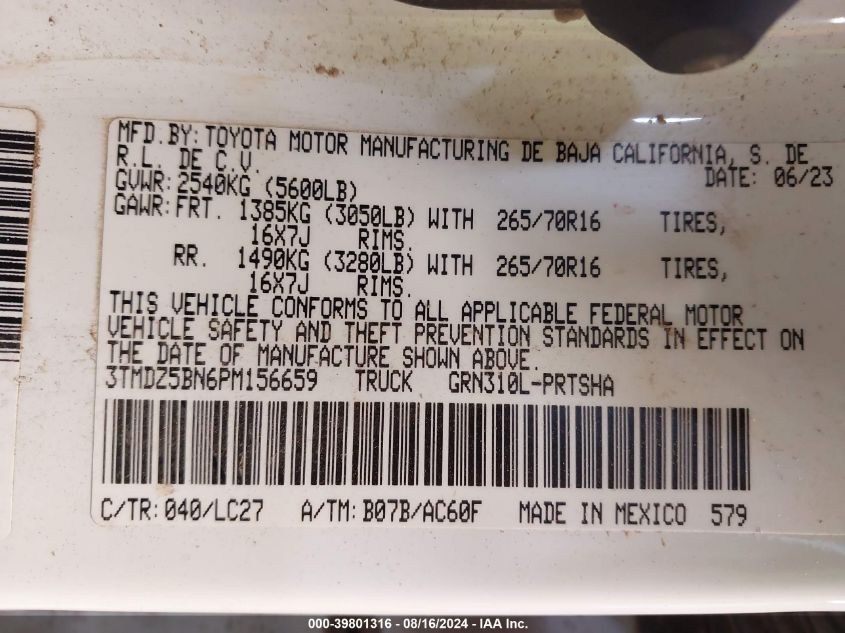 MFD.BY: TOYOTA MOTOR MANUFACTURING DE BAJA CALIFORNIA, S. DE
R.L. DE C.V. DATE: 06/23
GVWR: 2540KG (5600LB)
GAWR: FRT. 1385KG (3050LB) WITH 265/70R16 TIRES,
16X7J RIMS.
RR. 1490KG (3280LB) WITH 265/70R16 TIRES,
16X7J RIMS.
THIS VEHICLE CONFORMS TO ALL APPLICABLE FEDERAL MOTOR
VEHICLE SAFETY AND THEFT PREVENTION STANDARDS IN EFFECT ON
THE DATE OF MANUFACTURE SHOWN ABOVE.
3TMDZ5BN6PM156659 TRUCK GRN310L-PRTSHA
C/TR: 040/LC27 A/TM: B07B/AC60F MADE IN MEXICO 579
000-39801316 - 08/16/2024 - IAA Inc.